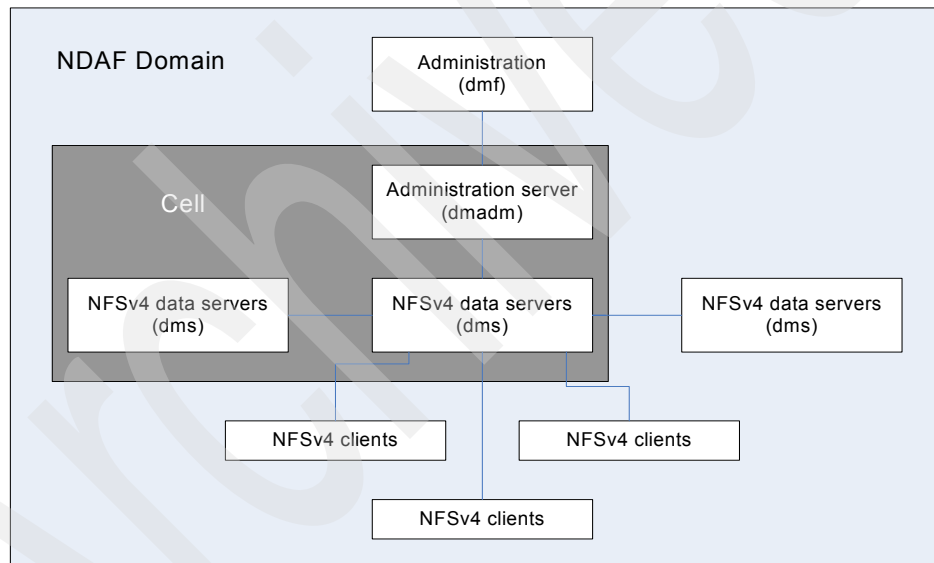 NDAF Domain
Administration
(dmf)
Cell
Administration server
(dmadm)
NFSv4 data servers
(dms)
NFSv4 data servers
(dms)
NFSv4 data servers
(dms)
NFSv4 clients
NFSv4 clients
NFSv4 clients